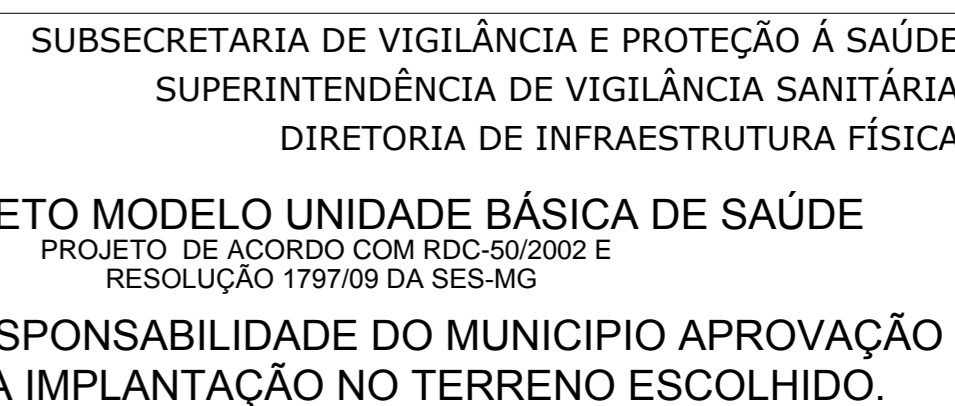 SUBSECRETARIA DE VIGILÂNCIA E PROTEÇÃO Á SAÚDE
SUPERINTENDÊNCIA DE VIGILÂNCIA SANITÁRIA
DIRETORIA DE INFRAESTRUTURA FÍSICA
ETO MODELO UNIDADE BÁSICA DE SAÚDE
PROJETO DE ACORDO COM RDC-50/2002 E
RESOLUÇÃO 1797/09 DA SES-MG
SPONSABILIDADE DO MUNICIPIO APROVAÇÃO
A IMPLANTAÇÃO NO TERRENO ESCOLHIDO.